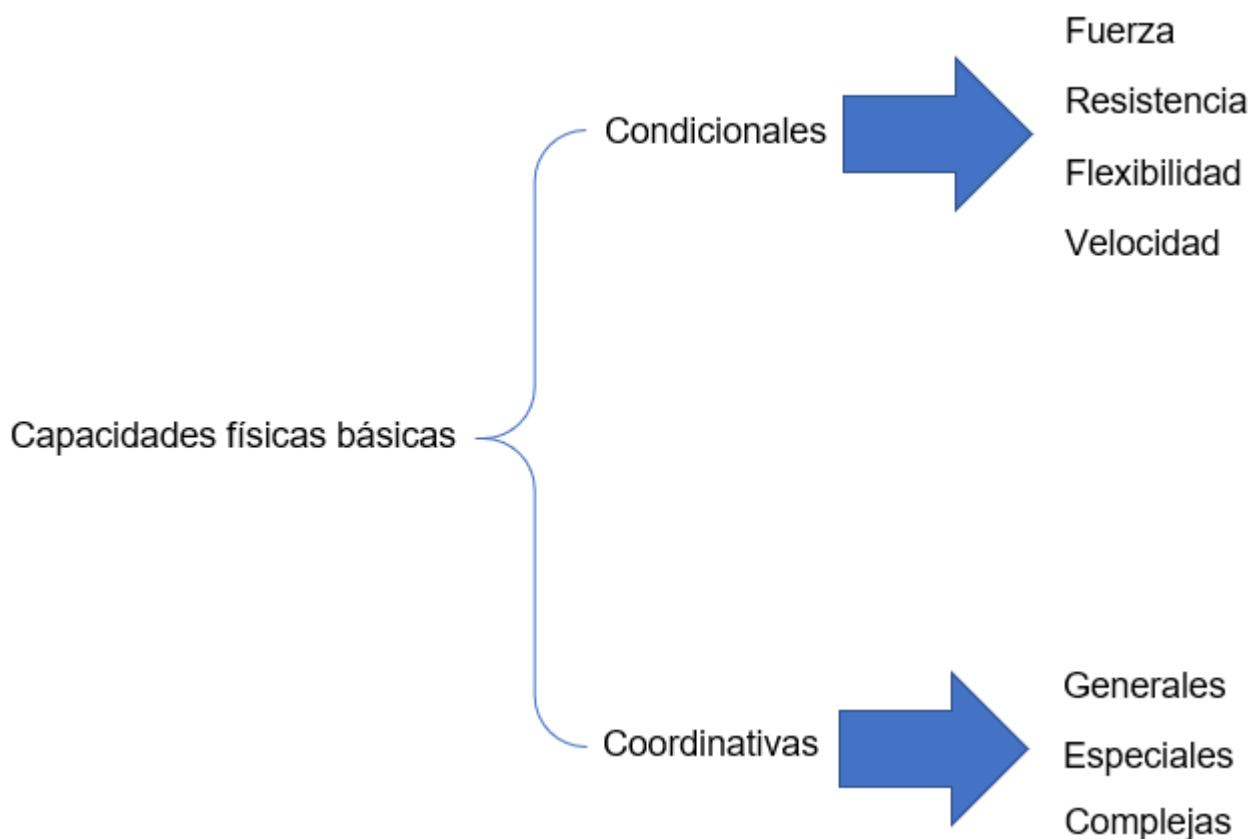 Fuerza
Condicionales
Resistencia
Flexibilidad
Velocidad
Capacidades físicas básicas
Generales
Coordinativas
Especiales
Complejas